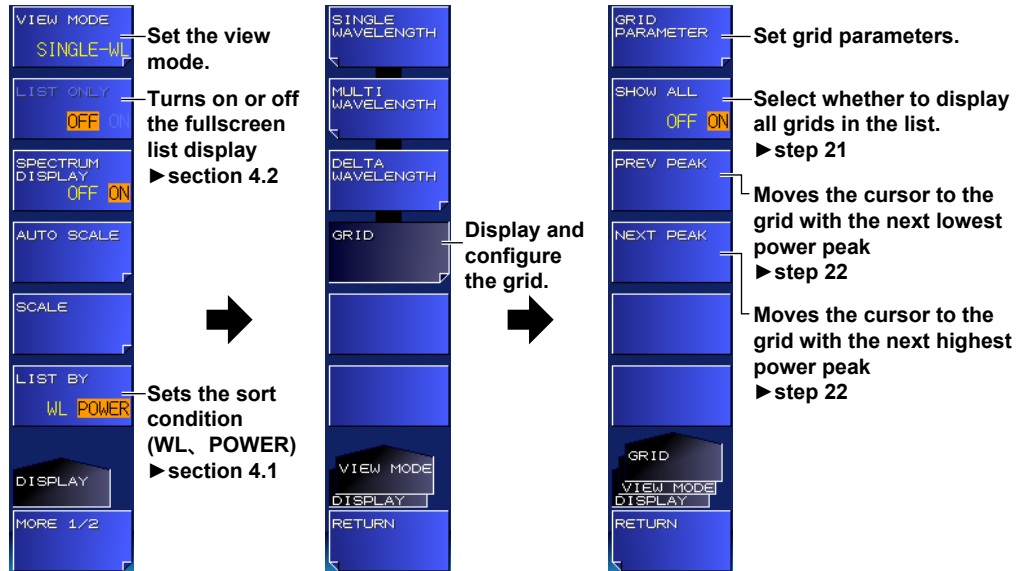 VIEW MODE
SINGLE-WL
Set the view
mode.
LIST ONLY
OFF ON
Turns on or off
the fullscreen
list display
►section 4.2
SPECTRUM
DISPLAY
OFF ON
AUTO SCALE
SCALE
LIST BY
WL POWER
Sets the sort
condition
(WL、POWER)
►section 4.1
DISPLAY
MORE 1/2
SINGLE
WAVELENGTH
MULTI
WAVELENGTH
DELTA
WAVELENGTH
GRID
Display and
configure
the grid.
VIEW MODE
DISPLAY
RETURN
GRID
PARAMETER
Set grid parameters.
SHOW ALL
OFF ON
Select whether to display
all grids in the list.
►step 21
PREV PEAK
Moves the cursor to the
grid with the next lowest
power peak
►step 22
NEXT PEAK
Moves the cursor to the
grid with the next highest
power peak
►step 22
GRID
VIEW MODE
DISPLAY
RETURN